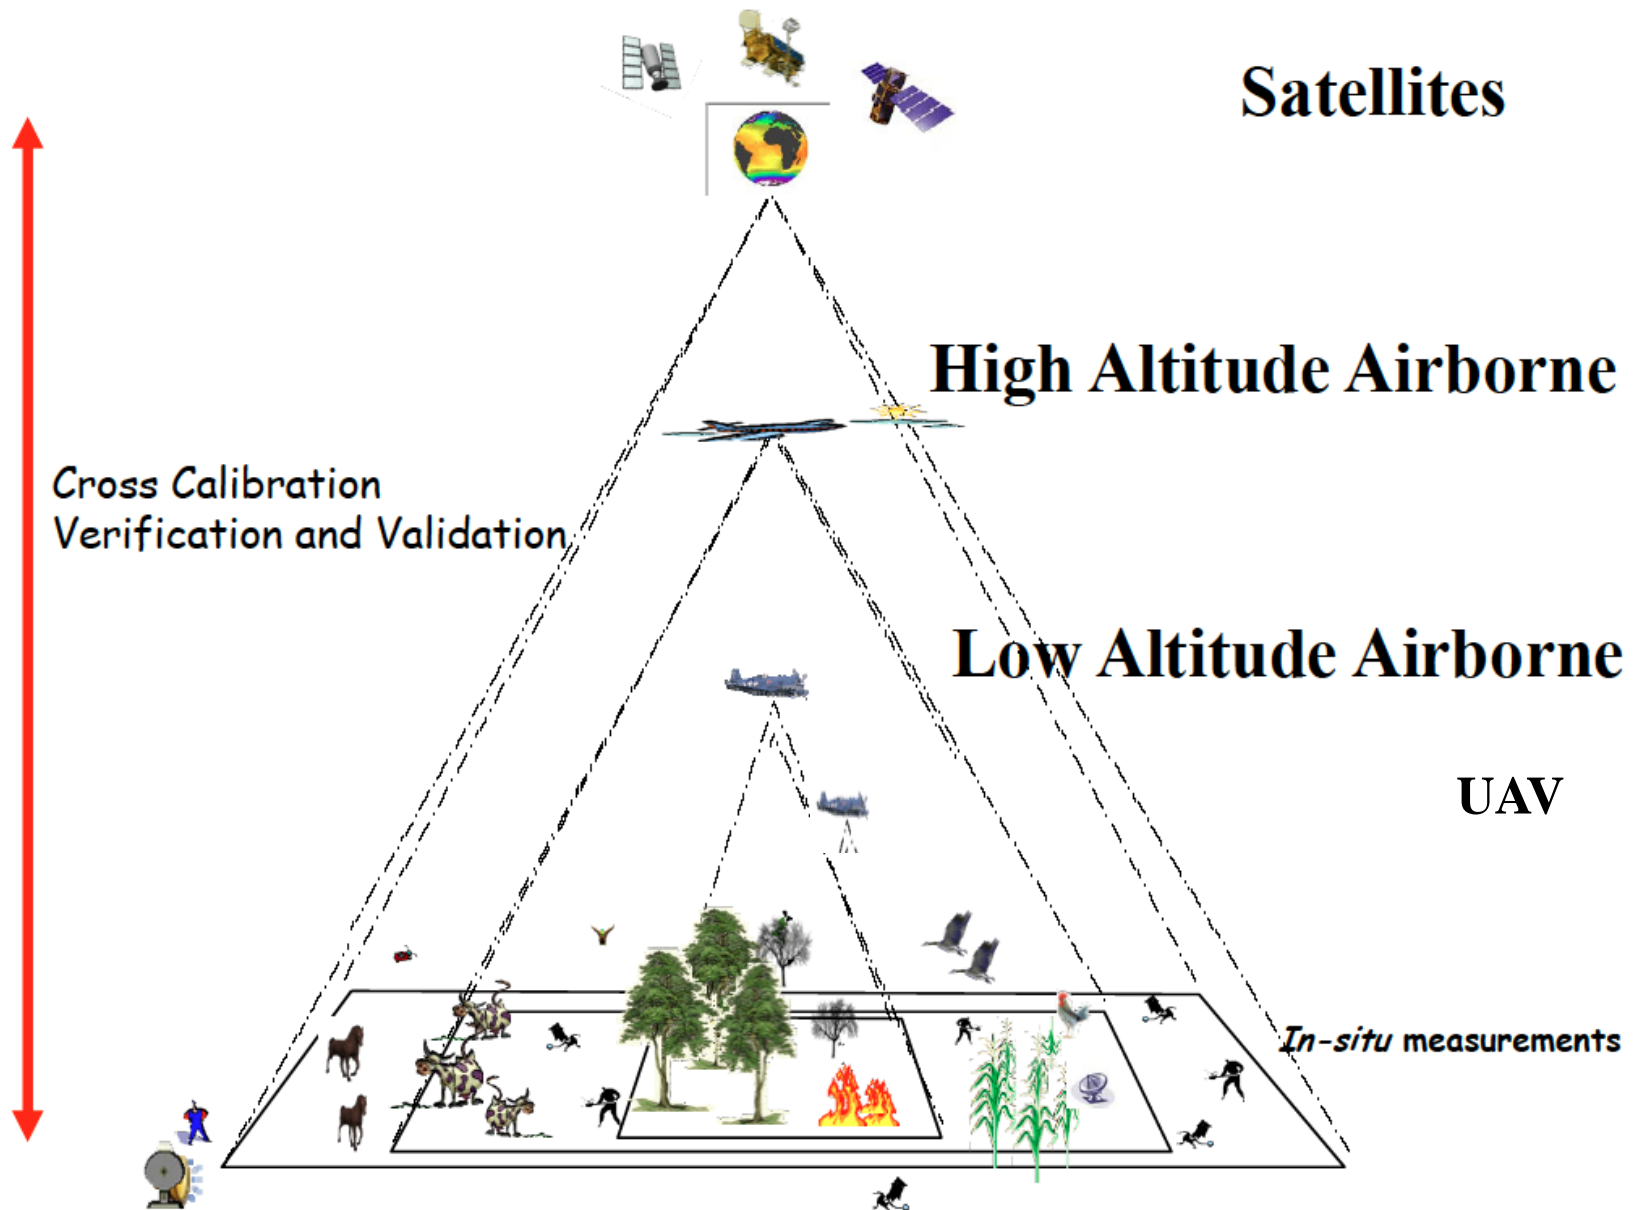 Satellites
High Altitude Airborne
Cross Calibration
Verification and Validation
Low Altitude Airborne
UAV
In-situ measurements